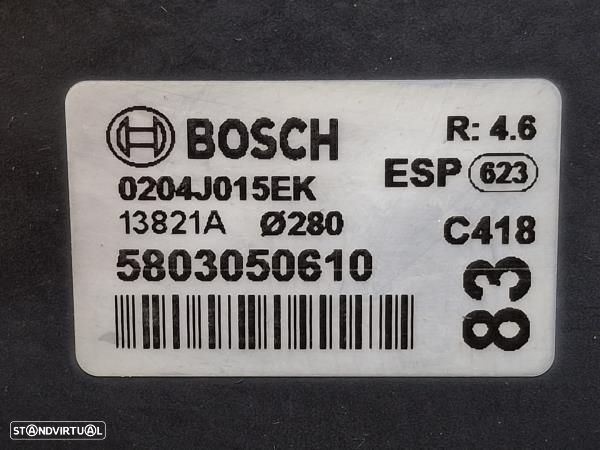 BOSCH
R: 4.6
0204J015EK
ESP 623
13821A Ø280
C418
5803050610
83
STANDVIRTUAL